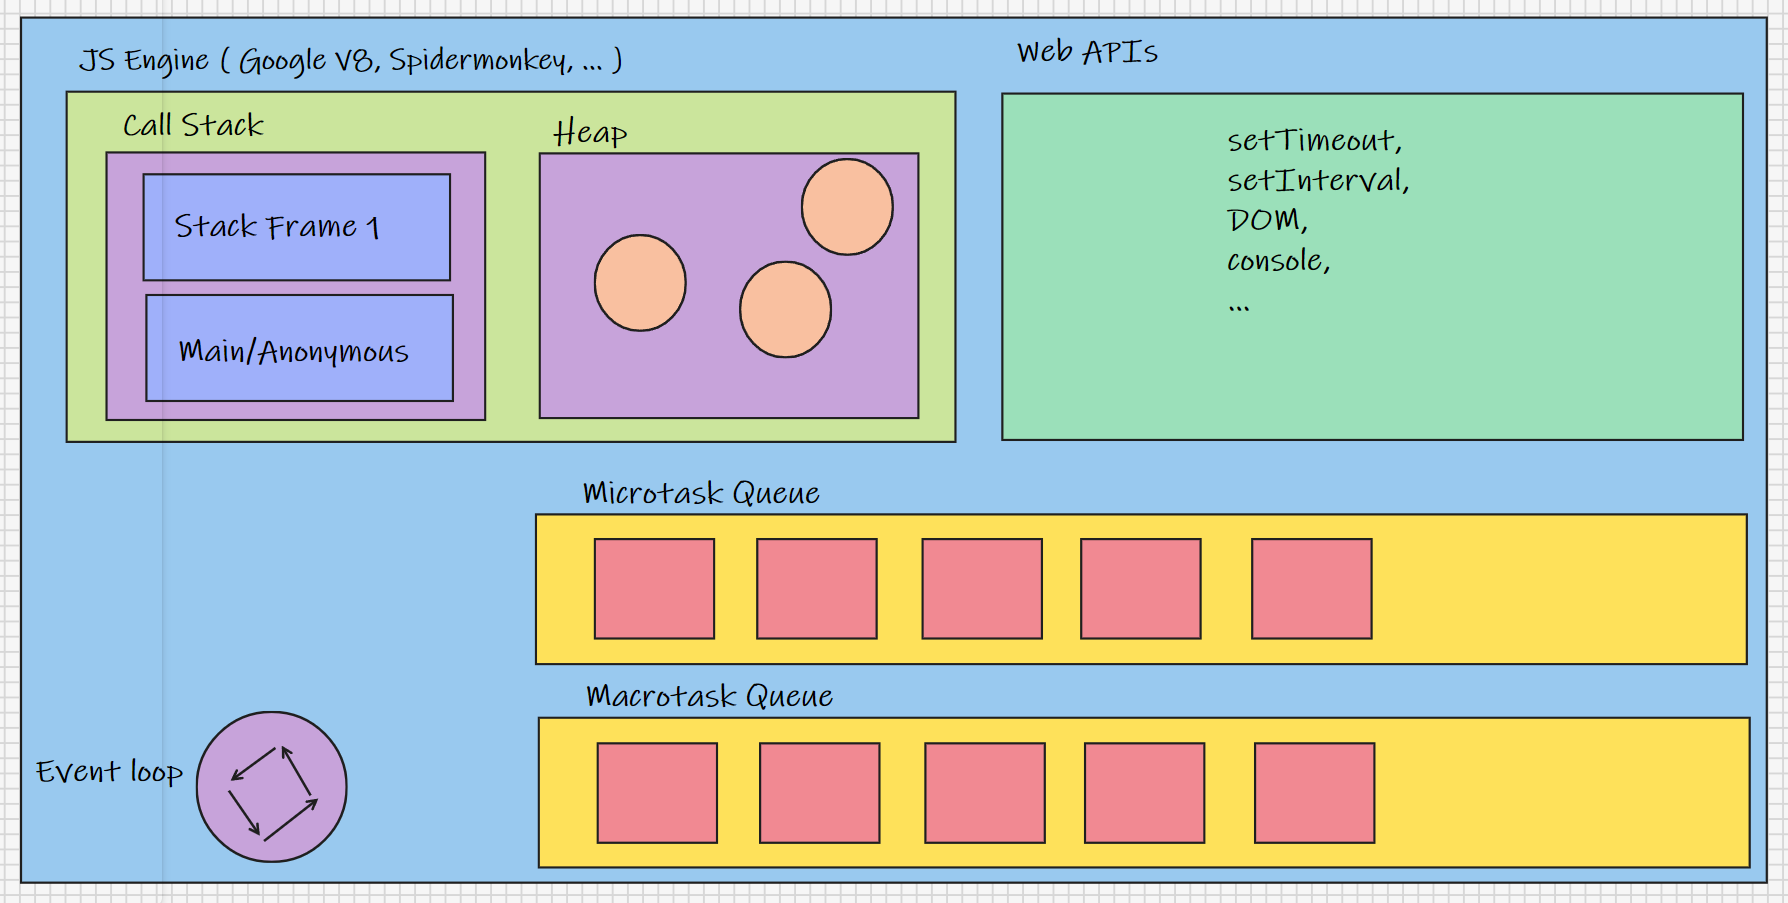 JS Engine ( Google V8, Spidermonkey, ... )
Web APIs
Call Stack
Heap
Stack Frame 1
Main/Anonymous
setTimeout,
setInterval,
DOM,
console,
...
Microtask Queue
Macrotask Queue
Event loop